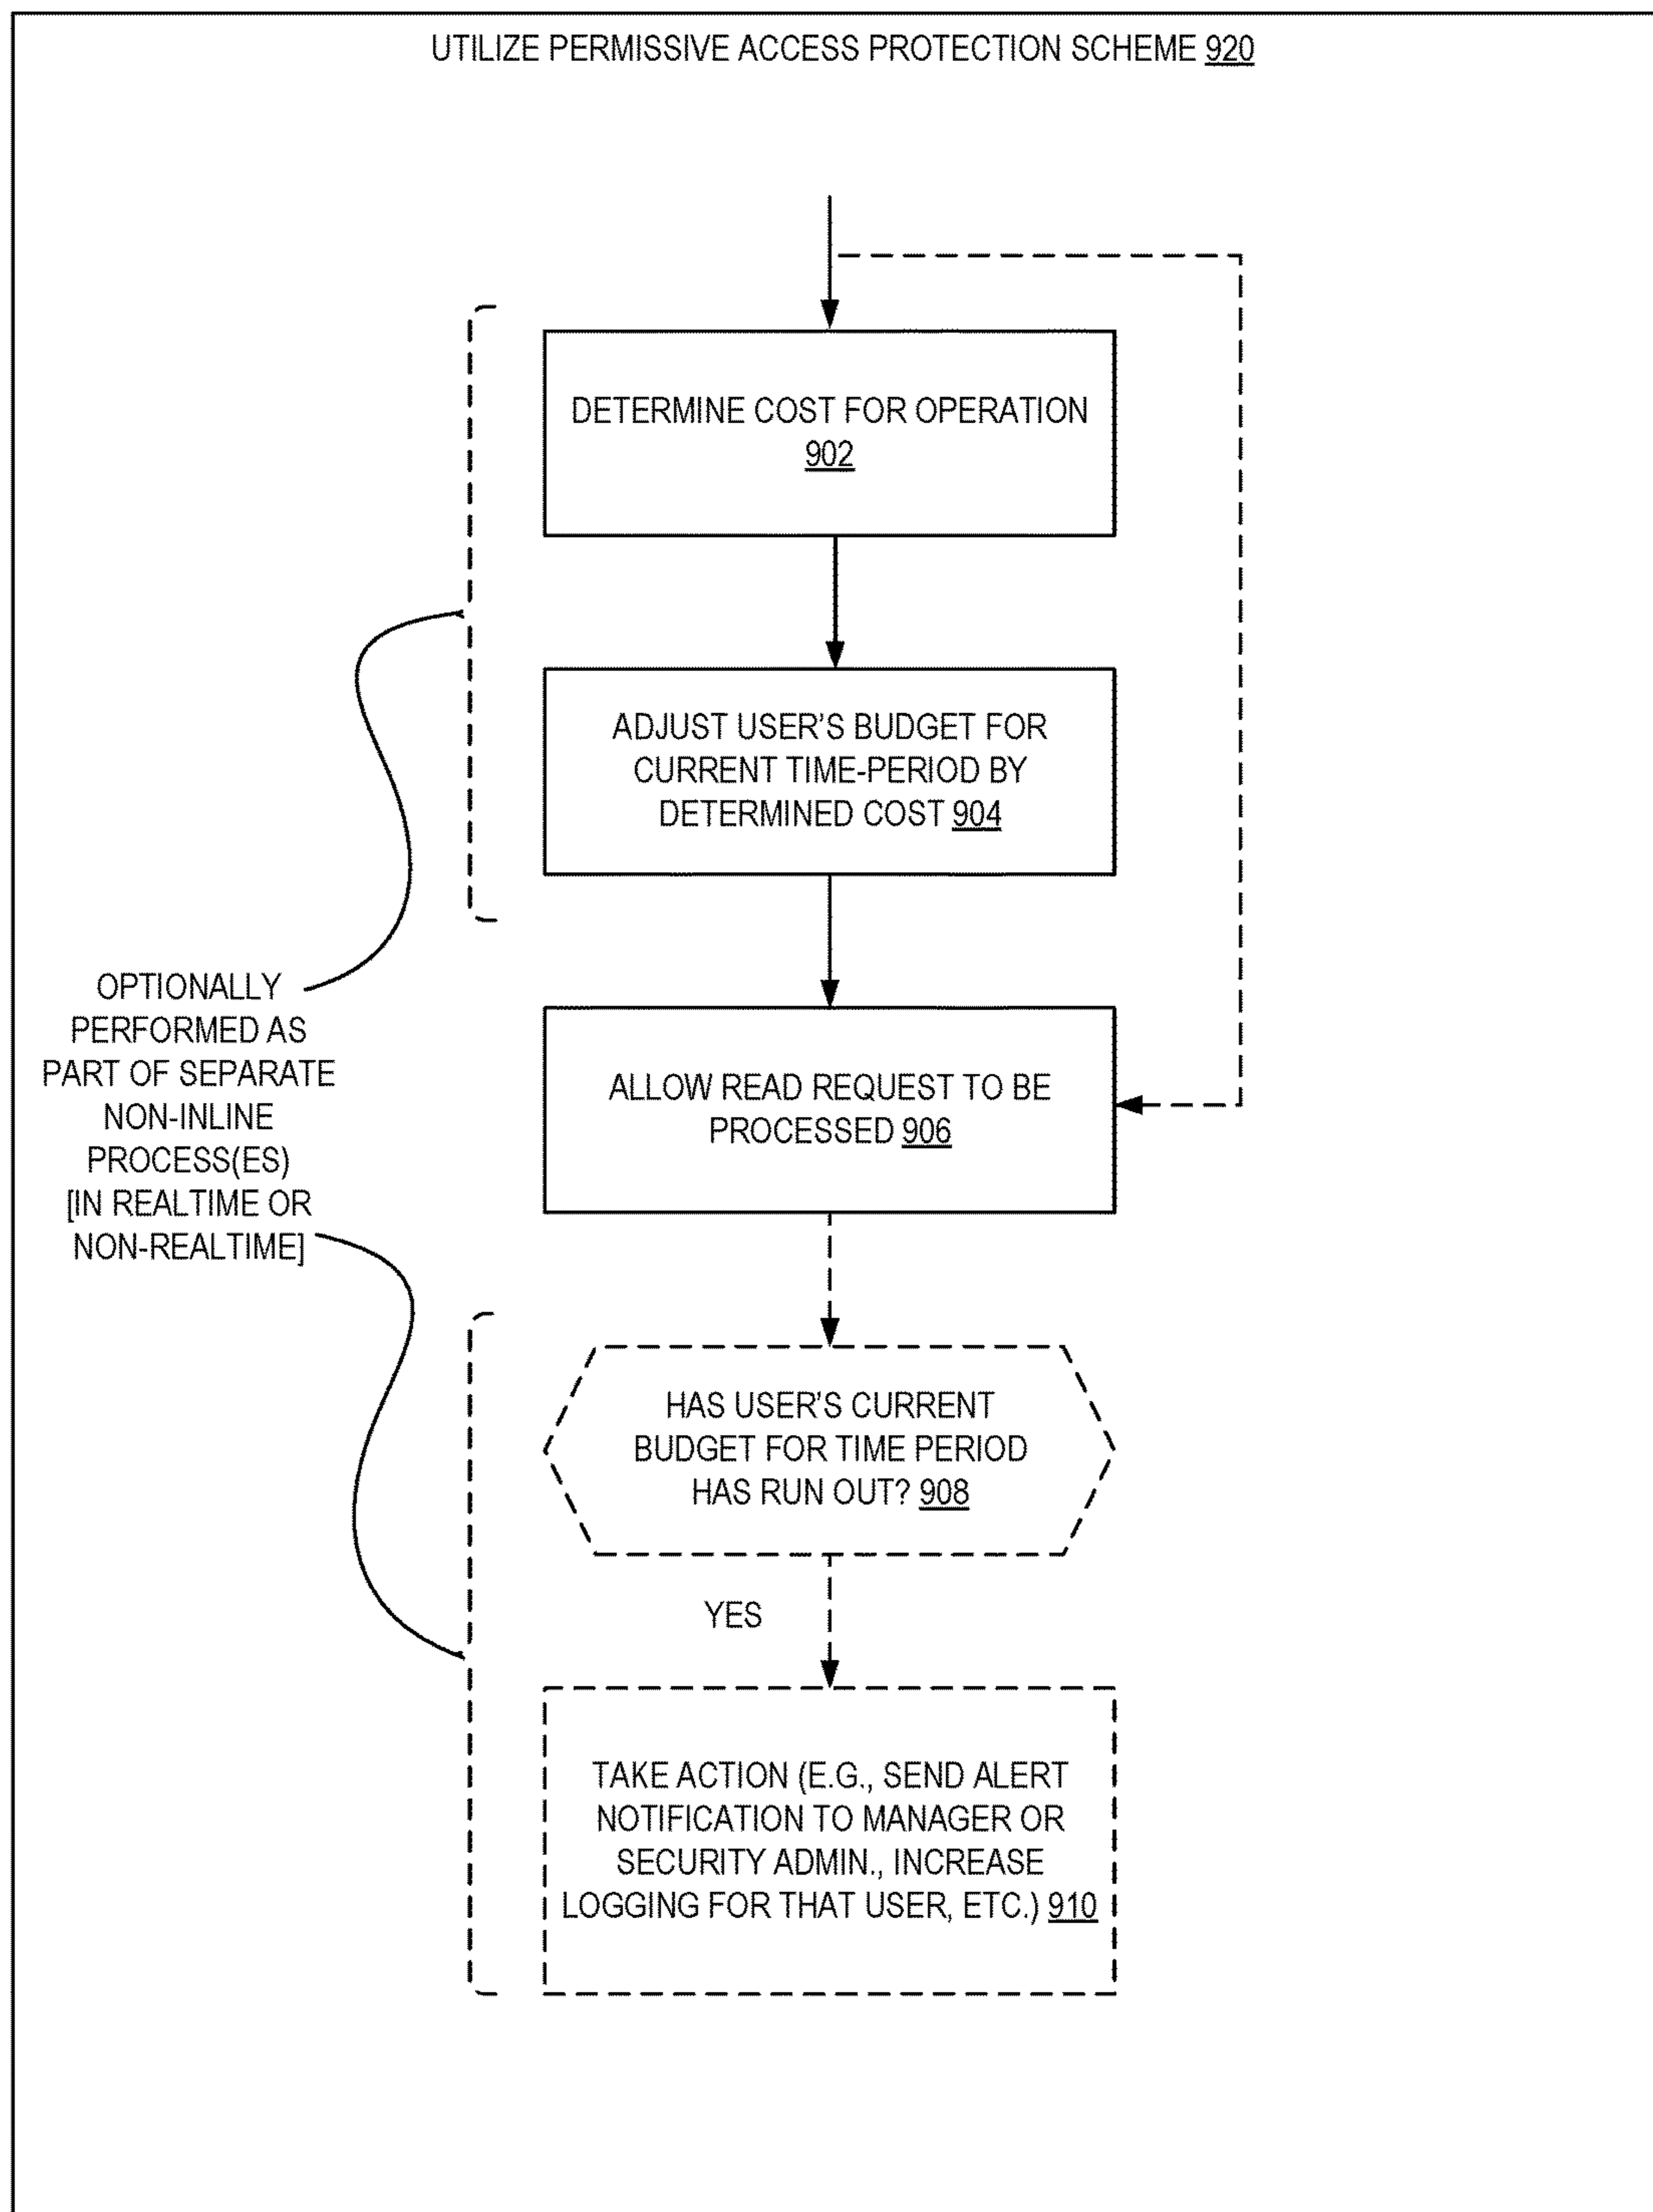 UTILIZE PERMISSIVE ACCESS PROTECTION SCHEME 920
DETERMINE COST FOR OPERATION
902
ADJUST USER'S BUDGET FOR
CURRENT TIME-PERIOD BY
DETERMINED COST 904
OPTIONALLY
PERFORMED AS
PART OF SEPARATE
NON-INLINE
PROCESS(ES)
[IN REALTIME OR
NON-REALTIME]
ALLOW READ REQUEST TO BE
PROCESSED 906
HAS USER'S CURRENT
BUDGET FOR TIME PERIOD
HAS RUN OUT? 908
YES
TAKE ACTION (E.G., SEND ALERT
NOTIFICATION TO MANAGER OR
SECURITY ADMIN., INCREASE
LOGGING FOR THAT USER, ETC.) 910